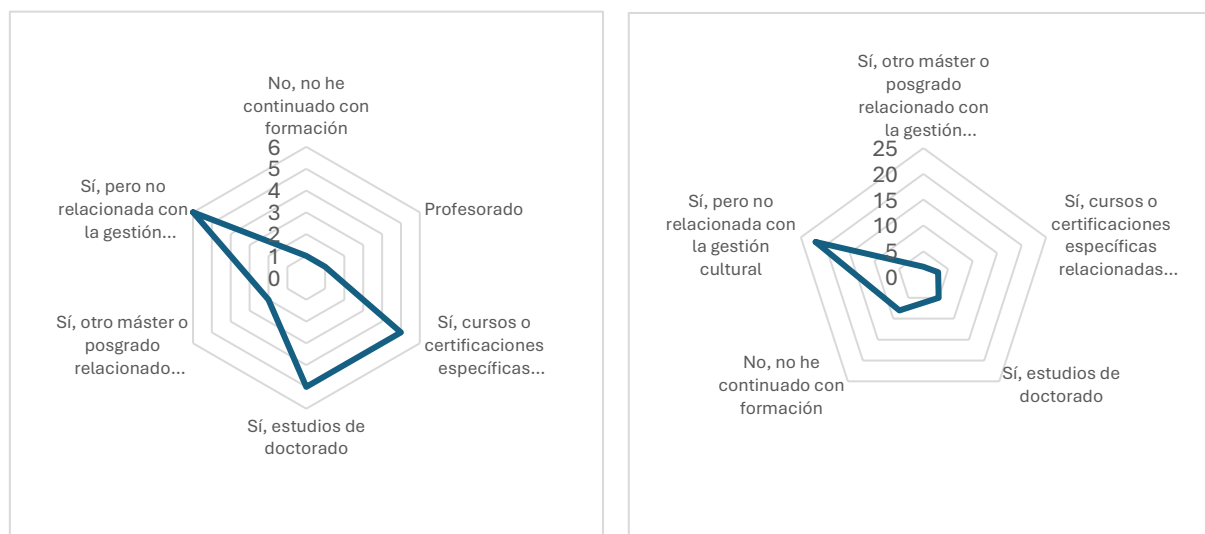 No, no he
continuado con
formación
6
5
4
3
2
1
0
Profesorado
Sí, cursos o
certificaciones
específicas...
Sí, estudios de
doctorado
Sí, otro máster o
posgrado
relacionado...
Sí, pero no
relacionada con
la gestión...
Sí, otro máster o
posgrado
relacionado con
la gestión...
25
20
15
10
5
0
Sí, cursos o
certificaciones
específicas
relacionadas...
Sí, estudios de
doctorado
No, no he
continuado con
formación
Sí, pero no
relacionada con
la gestión
cultural